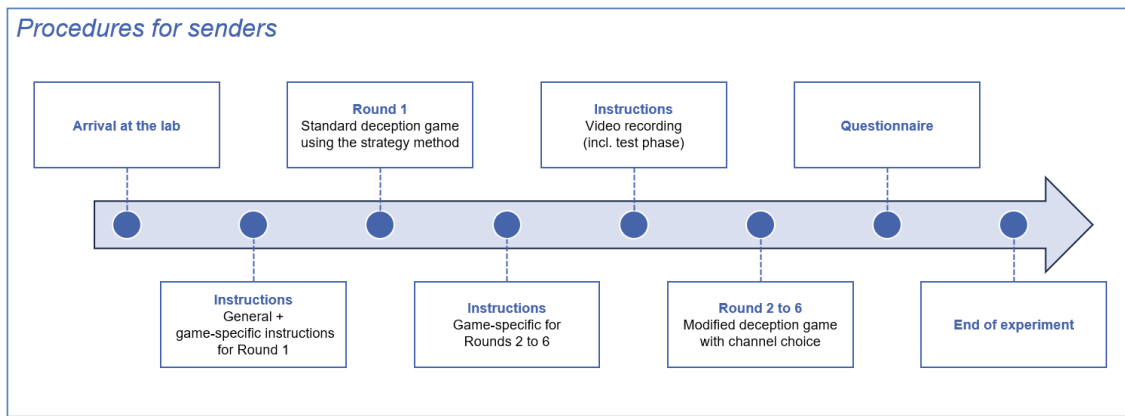 Procedures for senders
Arrival at the lab
Round 1
Standard deception game
using the strategy method
Instructions
Video recording
(incl. test phase)
Questionnaire
Instructions
General +
game-specific instructions
for Round 1
Instructions
Game-specific for
Rounds 2 to 6
Round 2 to 6
Modified deception game
with channel choice
End of experiment